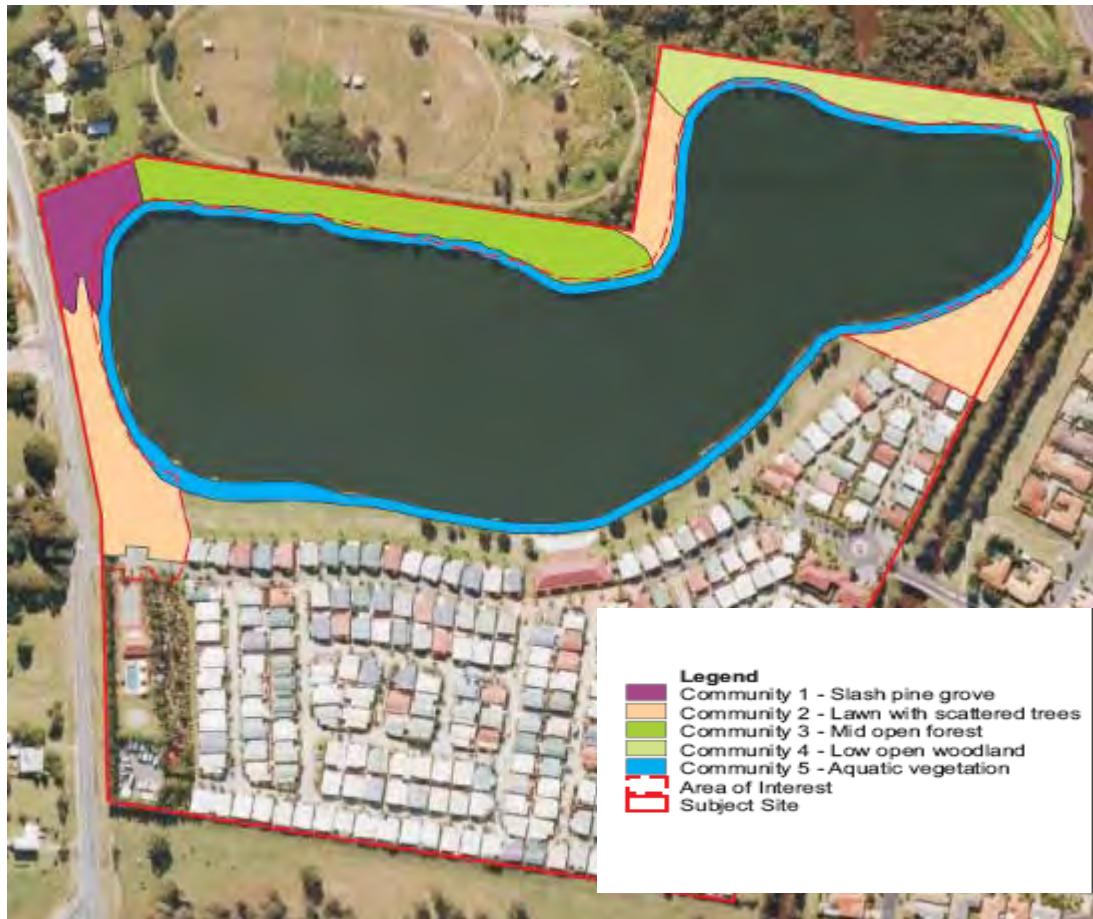 Legend
Community 1 - Slash pine grove
Community 2 - Lawn with scattered trees
Community 3 - Mid open forest
Community 4 - Low open woodland
Community 5 - Aquatic vegetation
Area of Interest
Subject Site